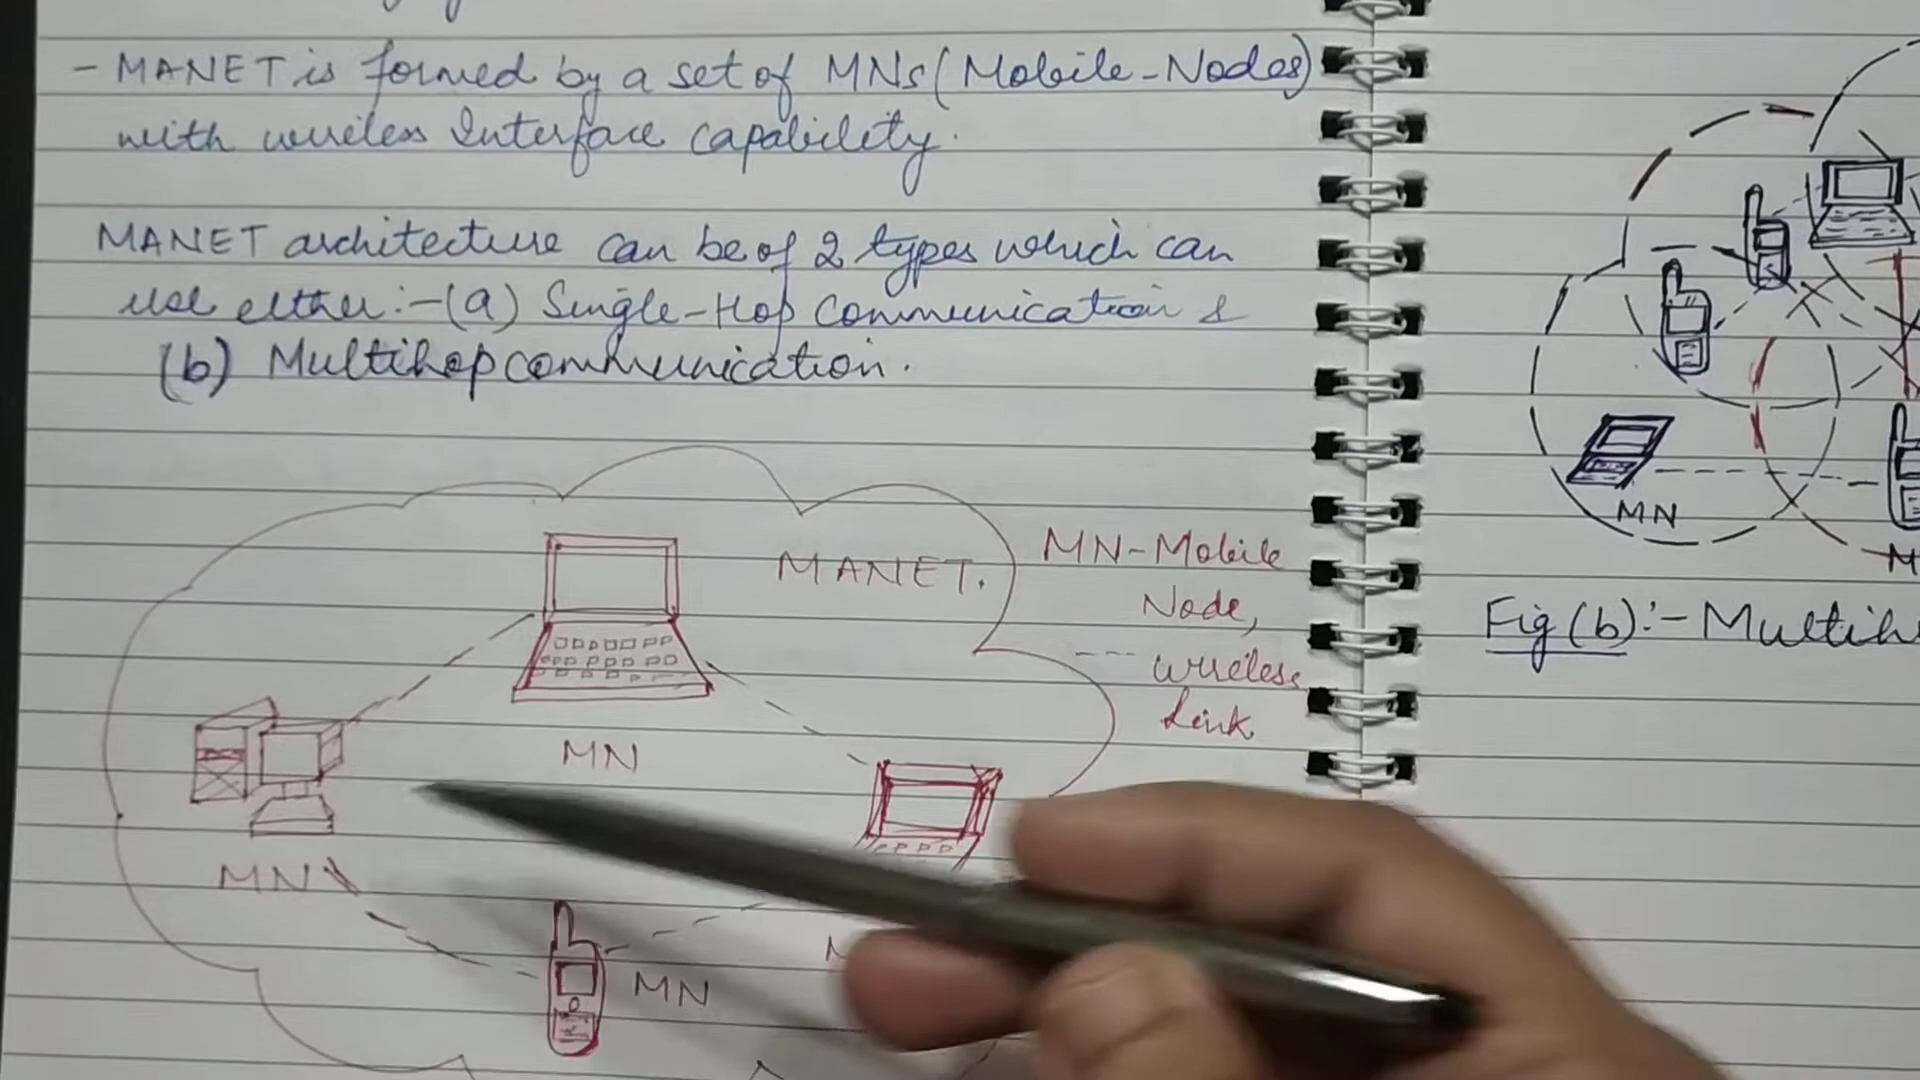 - MANET is formed by a set of MNs (Mobile-Nodes)
with wireless Interface capability.
MANET architecture can be of 2 types which can
use either:- (a) Single-Hop Communication &
(b) Multihop communication.
MANET.
MN-Mobile
Node,
--- wireless
Link
MN
MN
MN
MN
Fig (b):- Multih